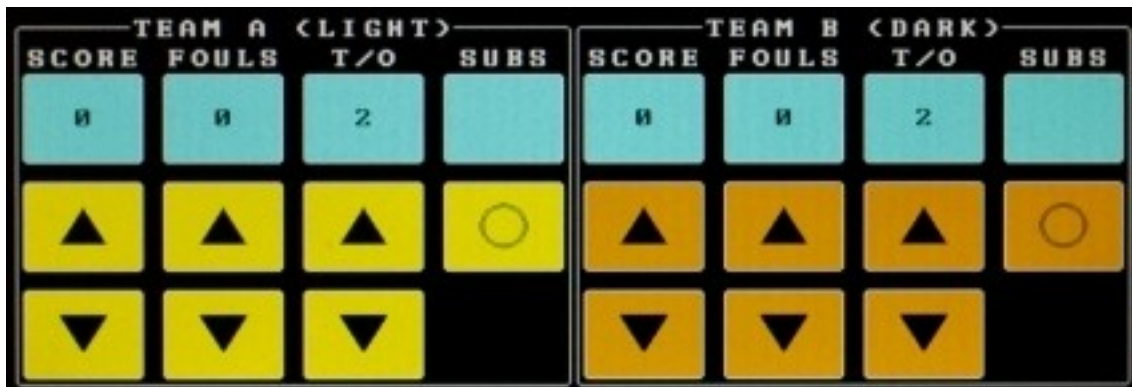 TEAM A (LIGHT) TEAM B (DARK)
SCORE FOULS T/O SUBS SCORE FOULS T/O SUBS
0 0 2 0 0 2